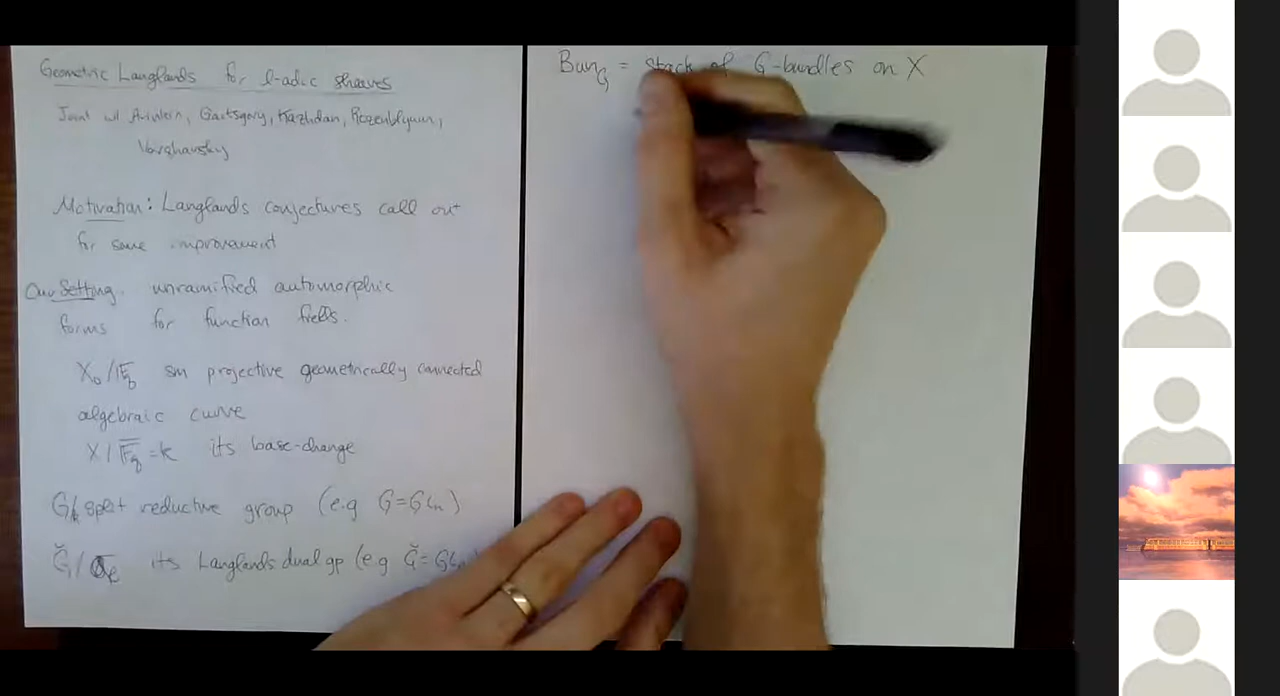 Geometric Langlands for l-adic sheaves
Joint w/ Arinkin, Gaitsgory, Kazhdan, Rozenblyum,
Varshavsky
Motivation: Langlands conjectures call out
for some improvement
Our Setting. unramified automorphic
forms for function fields.
X₀/𝔽_q sm projective geometrically connected
algebraic curve
X/𝔽̄_q = k its base-change
G/k split reductive group (e.g G=GLn)
Ǧ/ its Langlands dual gp (e.g Ǧ=GLn)
Bun_G = stack of G-bundles on X